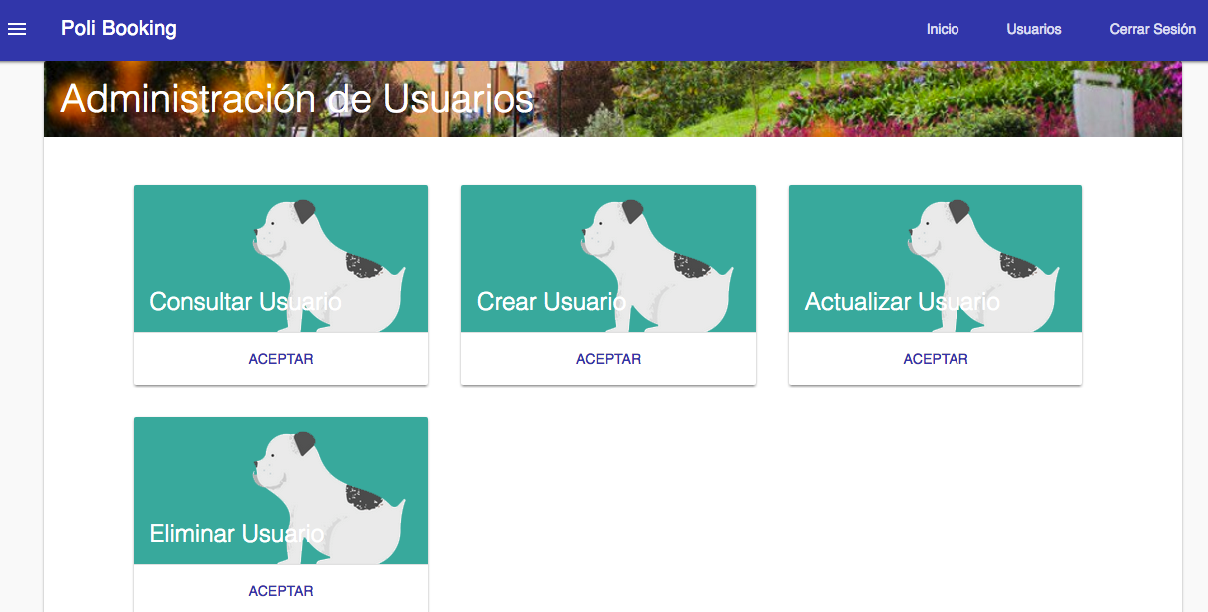 Poli Booking
Inicio
Usuarios
Cerrar Sesión
Administración de Usuarios
Consultar Usuario
Crear Usuario
Actualizar Usuario
ACEPTAR
ACEPTAR
ACEPTAR
Eliminar Usuario
ACEPTAR